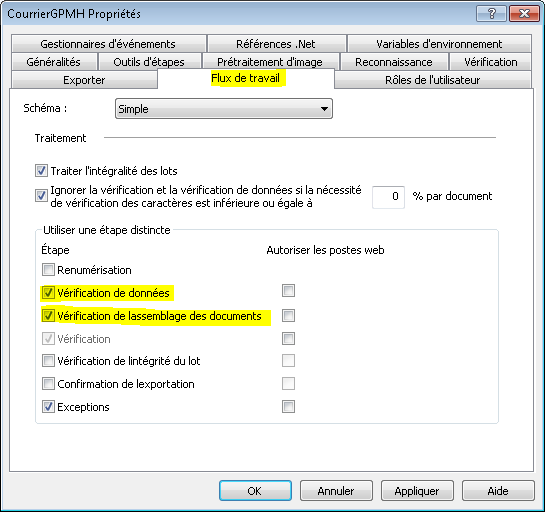 CourrierGPMH Propriétés
Gestionnaires d'événements Références .Net Variables d'environnement
Généralités Outils d'étapes Prétraitement d'image Reconnaissance Vérification
Exporter Flux de travail Rôles de l'utilisateur
Schéma : Simple
Traitement
Traiter l'intégralité des lots
Ignorer la vérification et la vérification de données si la nécessité
de vérification des caractères est inférieure ou égale à 0 % par document
Utiliser une étape distincte
Étape Autoriser les postes web
Renumérisation
Vérification de données
Vérification de lassemblage des documents
Vérification
Vérification de lintégrité du lot
Confirmation de lexportation
Exceptions
OK Annuler Appliquer Aide